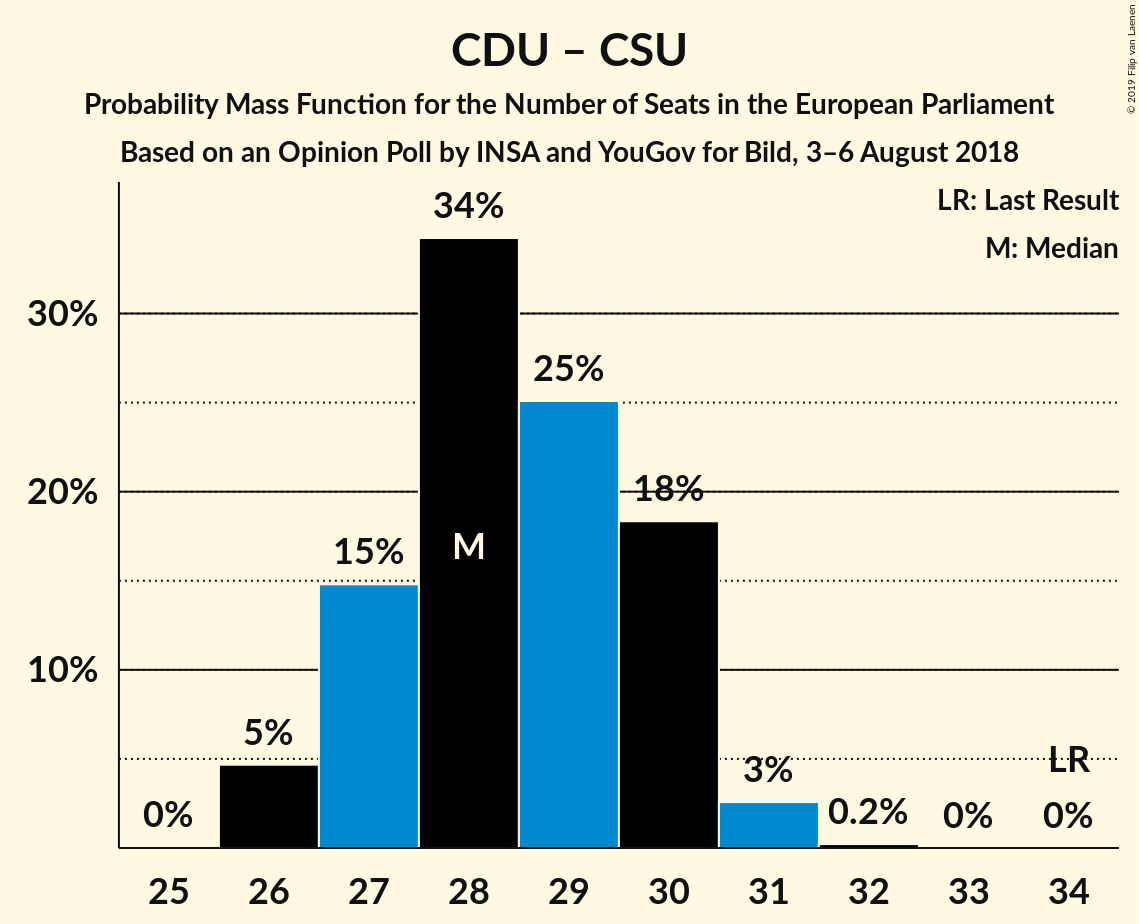 CDU – CSU
Probability Mass Function for the Number of Seats in the European Parliament
Based on an Opinion Poll by INSA and YouGov for Bild, 3–6 August 2018
© 2019 Filip van Laenen
LR: Last Result
M: Median
34%
30%
25%
20%
18%
15%
M
10%
5%
3%
LR
0%
0.2%
0%
0%
25 26 27 28 29 30 31 32 33 34